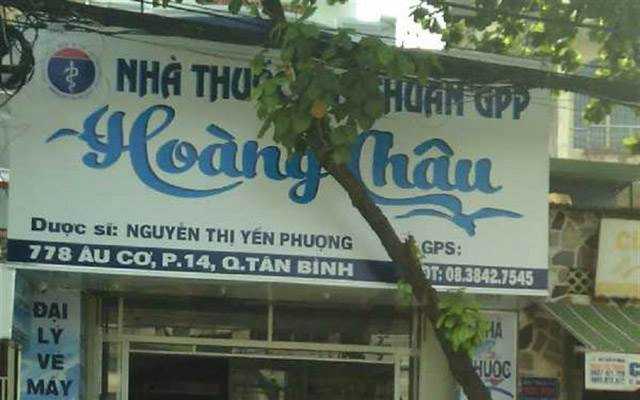 NHÀ THUỐC CHUẨN GPP
Hoàng Châu
Dược sĩ: NGUYỄN THỊ YẾN PHƯỢNG
GPS:
778 ÂU CƠ, P.14, Q.TÂN BÌNH
ĐT: 08.3842.7545
ĐẠI
LÝ
VÉ
MÁY
NHÀ
THUỐC